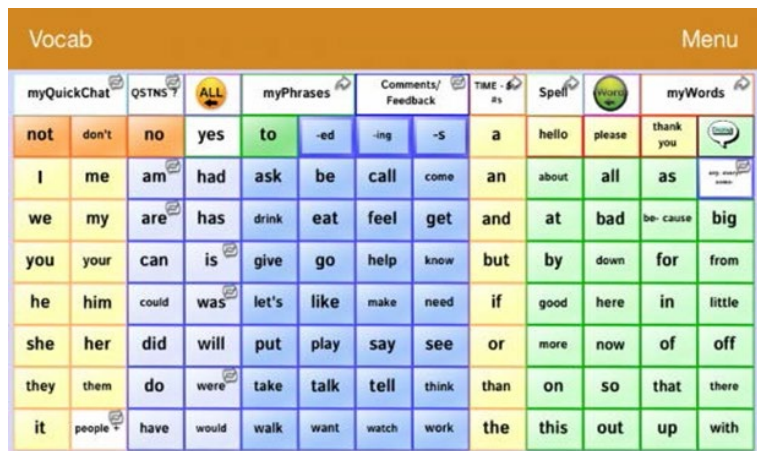 Vocab Menu
myQuickChat QSTNS ? ALL myPhrases Comments/ Feedback TIME - $ #s Spell Word myWords
not don't no yes to -ed -ing -s a hello please thank you
I me am had ask be call come an about all as
we my are has drink eat feel get and at bad be- cause big
you your can is give go help know but by down for from
he him could was let's like make need if good here in little
she her did will put play say see or more now of off
they them do were take talk tell think than on so that there
it people + have would walk want watch work the this out up with